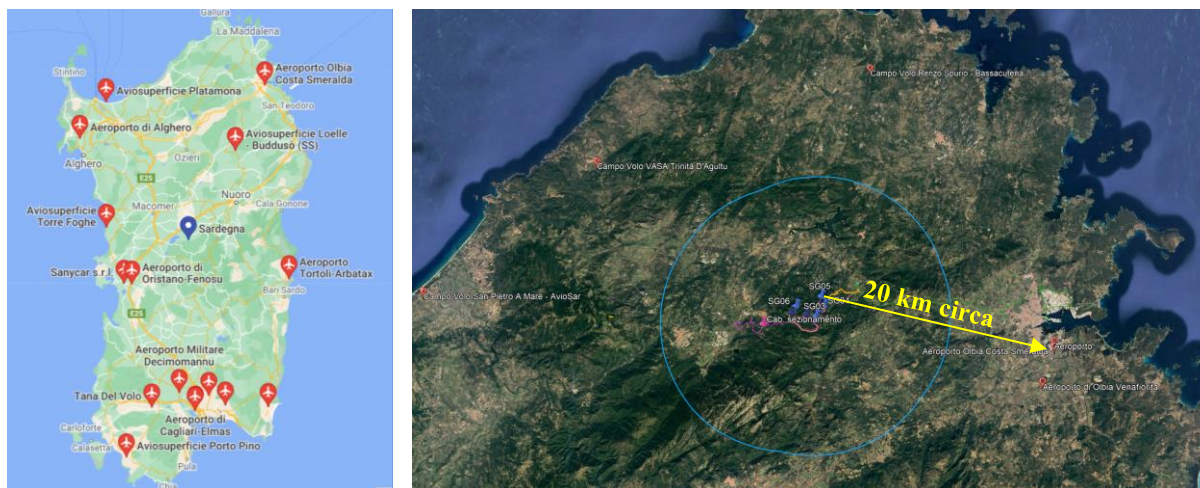 Gallura
La Maddalena
Stintino
Aeroporto Olbia
Costa Smeralda
Aviosuperficie Platamona
San Teodoro
Aeroporto di Alghero
Aviosuperficie Loelle
- Buddusò (SS)
Alghero
Ozieri
E25
Nuoro
Macomer
Cala Gonone
Aviosuperficie
Torre Foghe
Sardegna
Aeroporto
Tortolì-Arbatax
Sanycar s.r.l.
Aeroporto di
Oristano-Fenosu
Bari Sardo
E25
Aeroporto Militare
Decimomannu
Tana Del Volo
Aeroporto di
Cagliari-Elmas
Carloforte
Calasetta
Aviosuperficie Porto Pino
Pula
Chia
Campo Volo Renzo Spurio - Bassacutena
Campo Volo VASA Trinità D'Agultu
Campo Volo San Pietro A Mare - AvioSar
SG05
SG06
SG04
SG03
Cab. sezionamento
20 km circa
Aeroporto
Aeroporto Olbia Costa Smeralda
Aeroporto di Olbia Venafiorita